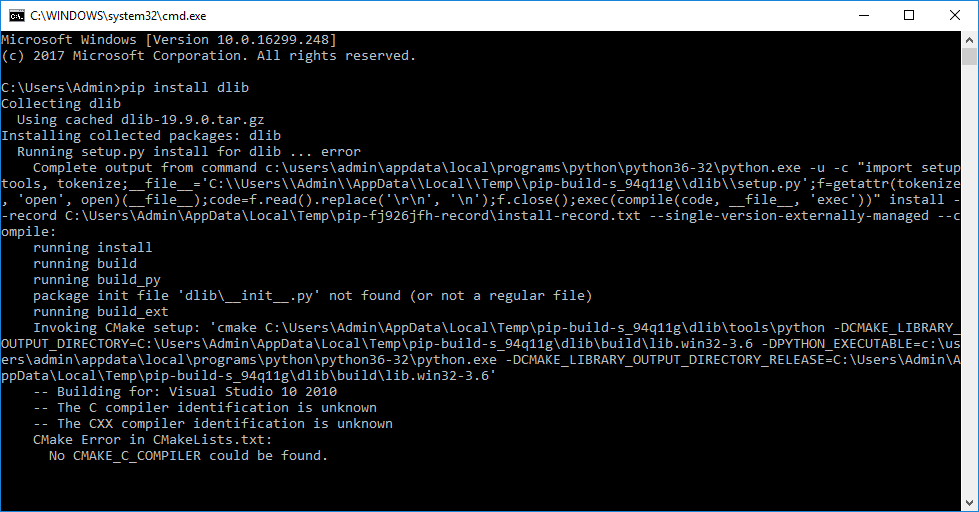 C:\WINDOWS\system32\cmd.exe
Microsoft Windows [Version 10.0.16299.248]
(c) 2017 Microsoft Corporation. All rights reserved.
C:\Users\Admin>pip install dlib
Collecting dlib
  Using cached dlib-19.9.0.tar.gz
Installing collected packages: dlib
  Running setup.py install for dlib ... error
    Complete output from command c:\users\admin\appdata\local\programs\python\python36-32\python.exe -u -c "import setup
tools, tokenize;__file__='C:\\Users\\Admin\\AppData\\Local\\Temp\\pip-build-s_94q11g\\dlib\\setup.py';f=getattr(tokenize
, 'open', open)(__file__);code=f.read().replace('\r\n', '\n');f.close();exec(compile(code, __file__, 'exec'))" install -
-record C:\Users\Admin\AppData\Local\Temp\pip-fj926jfh-record\install-record.txt --single-version-externally-managed --c
ompile:
    running install
    running build
    running build_py
    package init file 'dlib\__init__.py' not found (or not a regular file)
    running build_ext
    Invoking CMake setup: 'cmake C:\Users\Admin\AppData\Local\Temp\pip-build-s_94q11g\dlib\tools\python -DCMAKE_LIBRARY_
OUTPUT_DIRECTORY=C:\Users\Admin\AppData\Local\Temp\pip-build-s_94q11g\dlib\build\lib.win32-3.6 -DPYTHON_EXECUTABLE=c:\us
ers\admin\appdata\local\programs\python\python36-32\python.exe -DCMAKE_LIBRARY_OUTPUT_DIRECTORY_RELEASE=C:\Users\Admin\A
ppData\Local\Temp\pip-build-s_94q11g\dlib\build\lib.win32-3.6'
    -- Building for: Visual Studio 10 2010
    -- The C compiler identification is unknown
    -- The CXX compiler identification is unknown
    CMake Error in CMakeLists.txt:
      No CMAKE_C_COMPILER could be found.